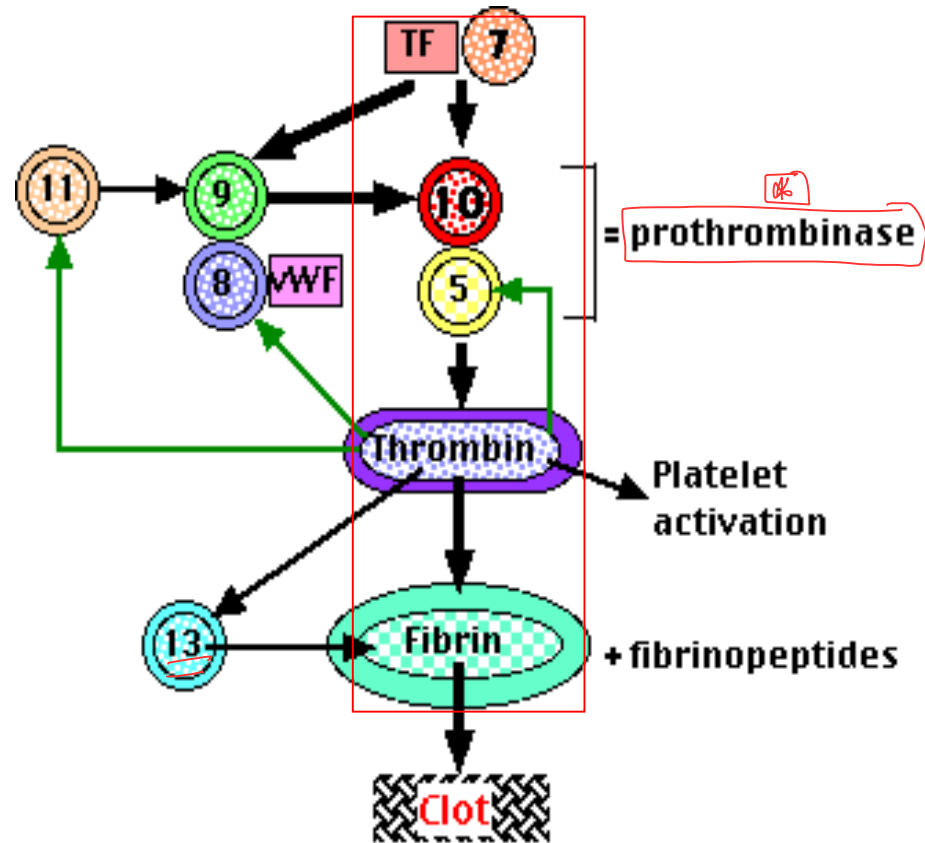 TF
7
11
9
10
= prothrombinase
8
vWF
5
Thrombin
Platelet
activation
13
Fibrin
+ fibrinopeptides
Clot